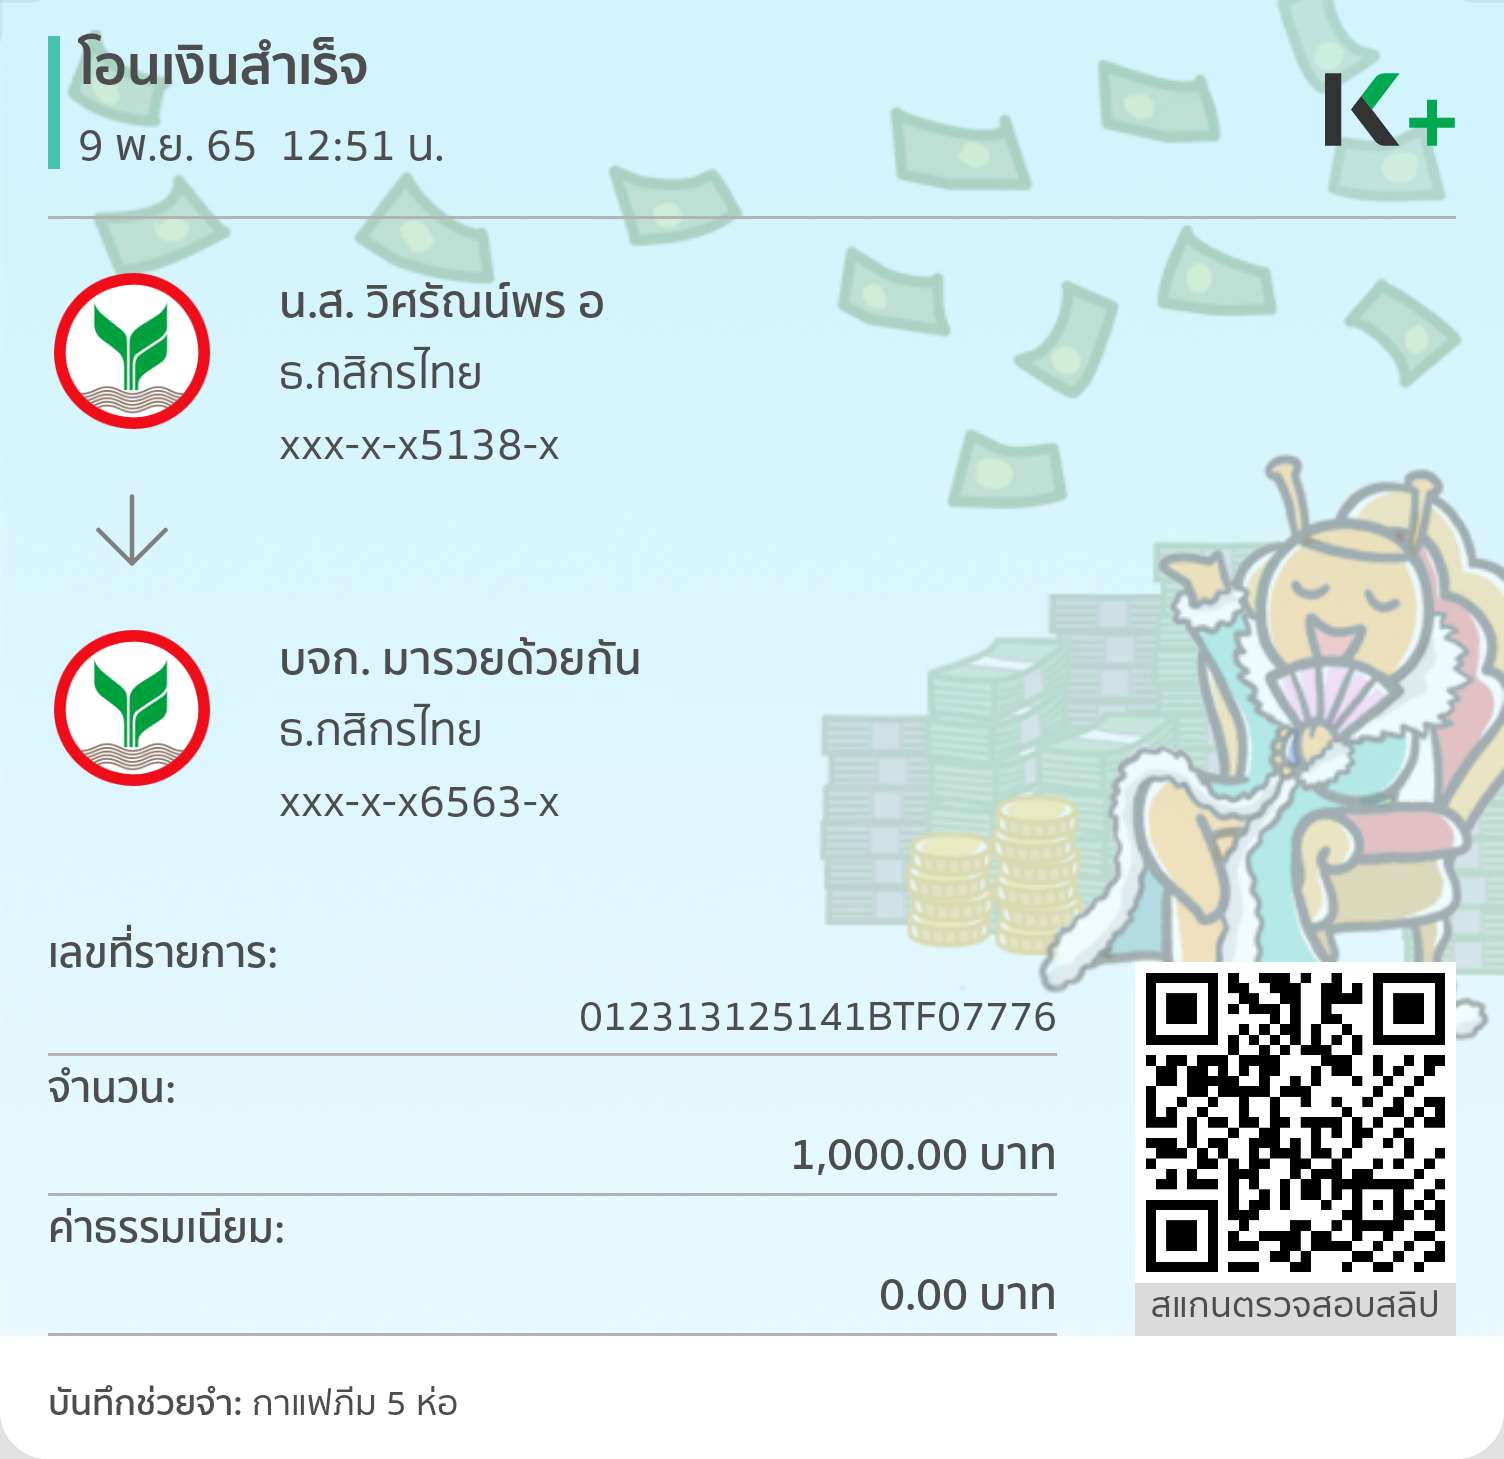 โอนเงินสำเร็จ
9 พ.ย. 65 12:51 น.
K+
น.ส. วิศรัณน์พร อ
ธ.กสิกรไทย
xxx-x-x5138-x
บจก. มารวยด้วยกัน
ธ.กสิกรไทย
xxx-x-x6563-x
เลขที่รายการ:
012313125141BTF07776
จำนวน:
1,000.00 บาท
ค่าธรรมเนียม:
0.00 บาท
สแกนตรวจสอบสลิป
บันทึกช่วยจำ: กาแฟภีม 5 ห่อ